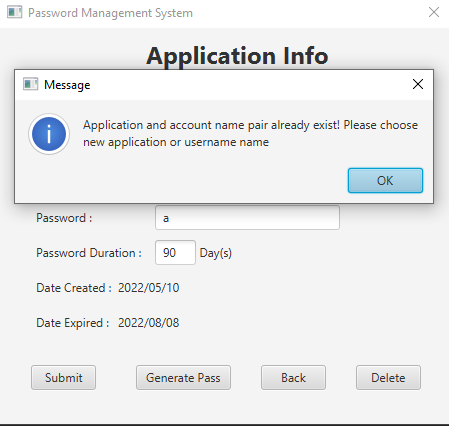 Password Management System
Application Info
Message
Application and account name pair already exist! Please choose
new application or username name
OK
Password : a
Password Duration : 90 Day(s)
Date Created : 2022/05/10
Date Expired : 2022/08/08
Submit Generate Pass Back Delete